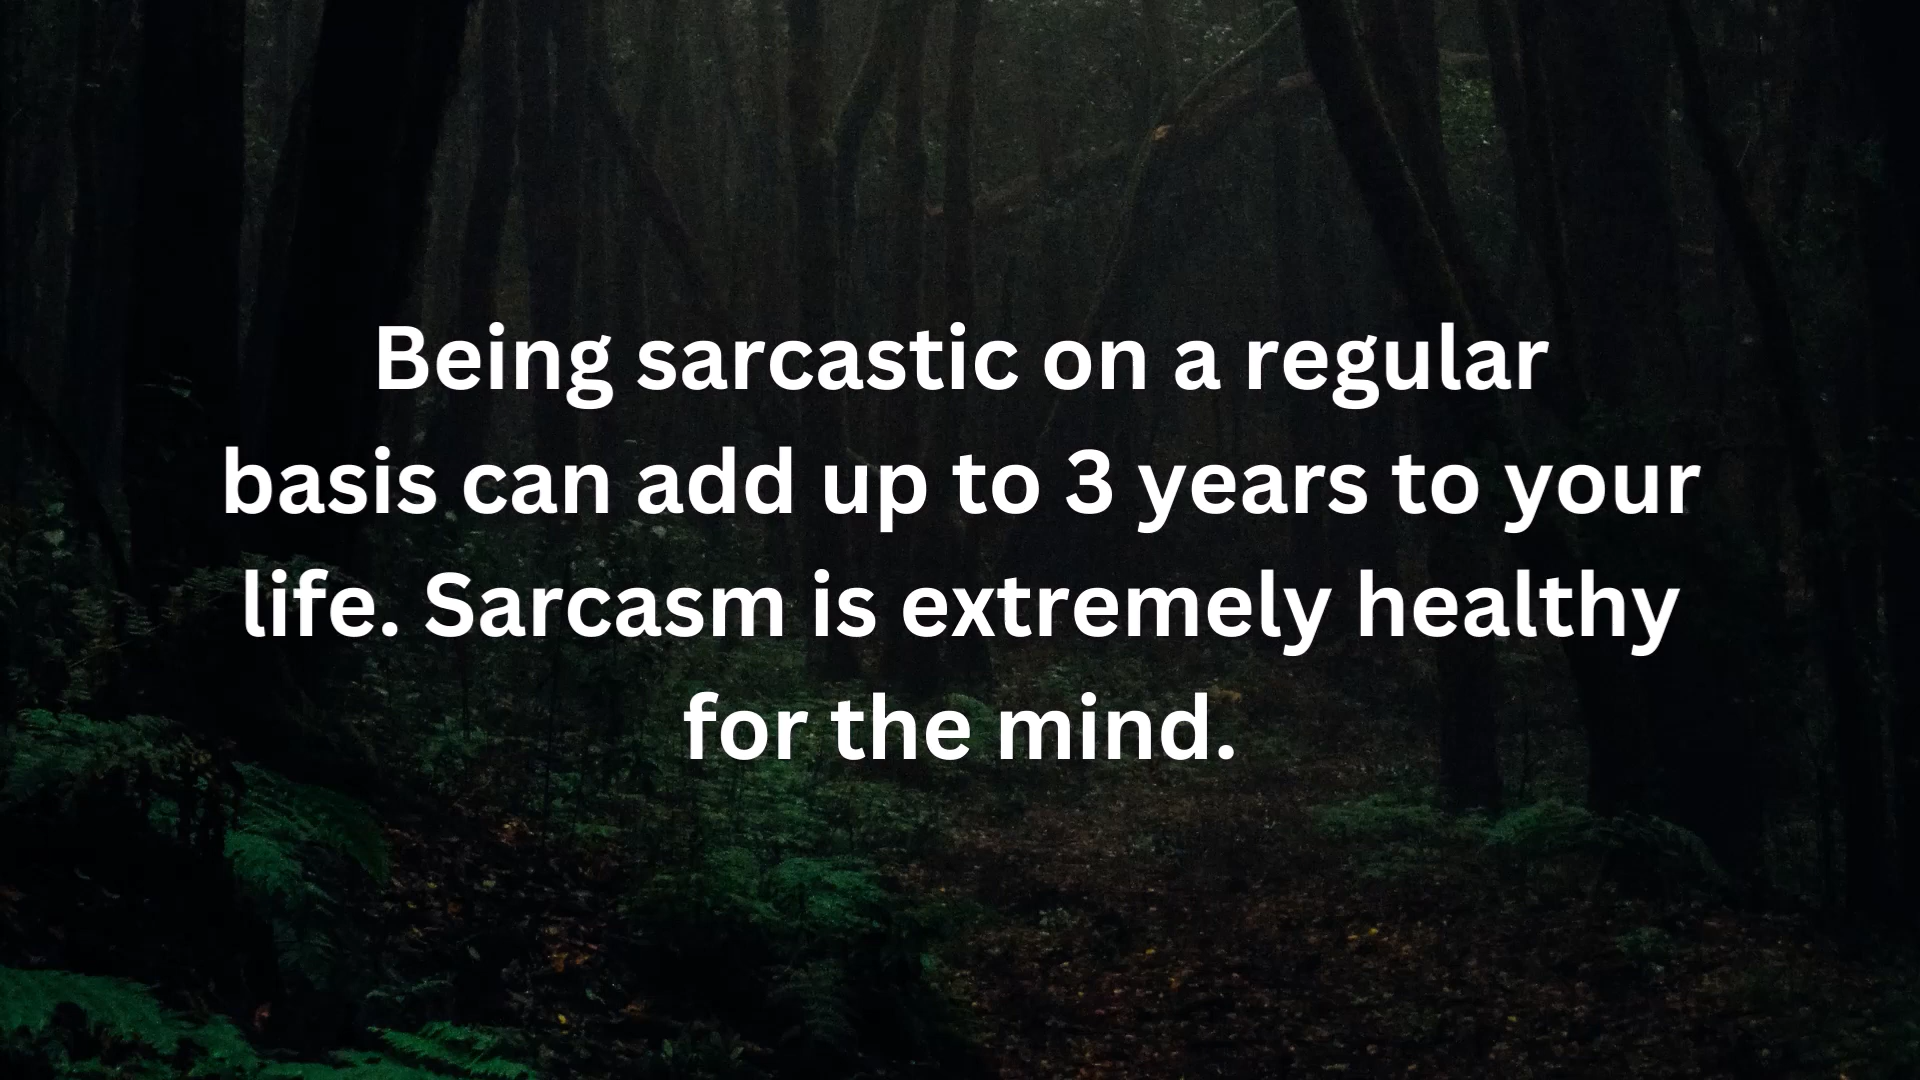 Being sarcastic on a regular
basis can add up to 3 years to your
life. Sarcasm is extremely healthy
for the mind.